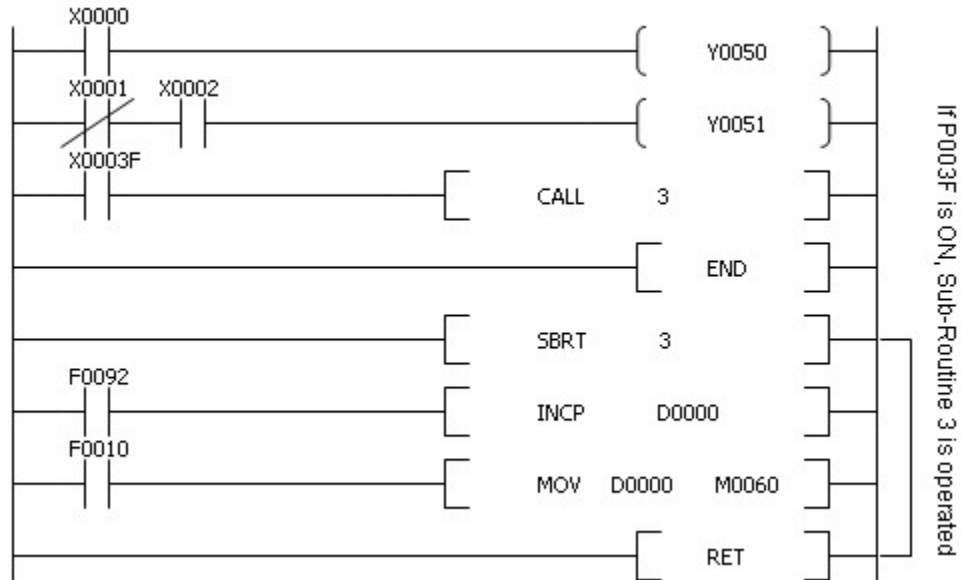 X0000
Y0050
X0001 X0002
Y0051
X0003F
CALL 3
END
SBRT 3
F0092
INCP D0000
F0010
MOV D0000 M0060
RET
If P003F is ON, Sub-Routine 3 is operated